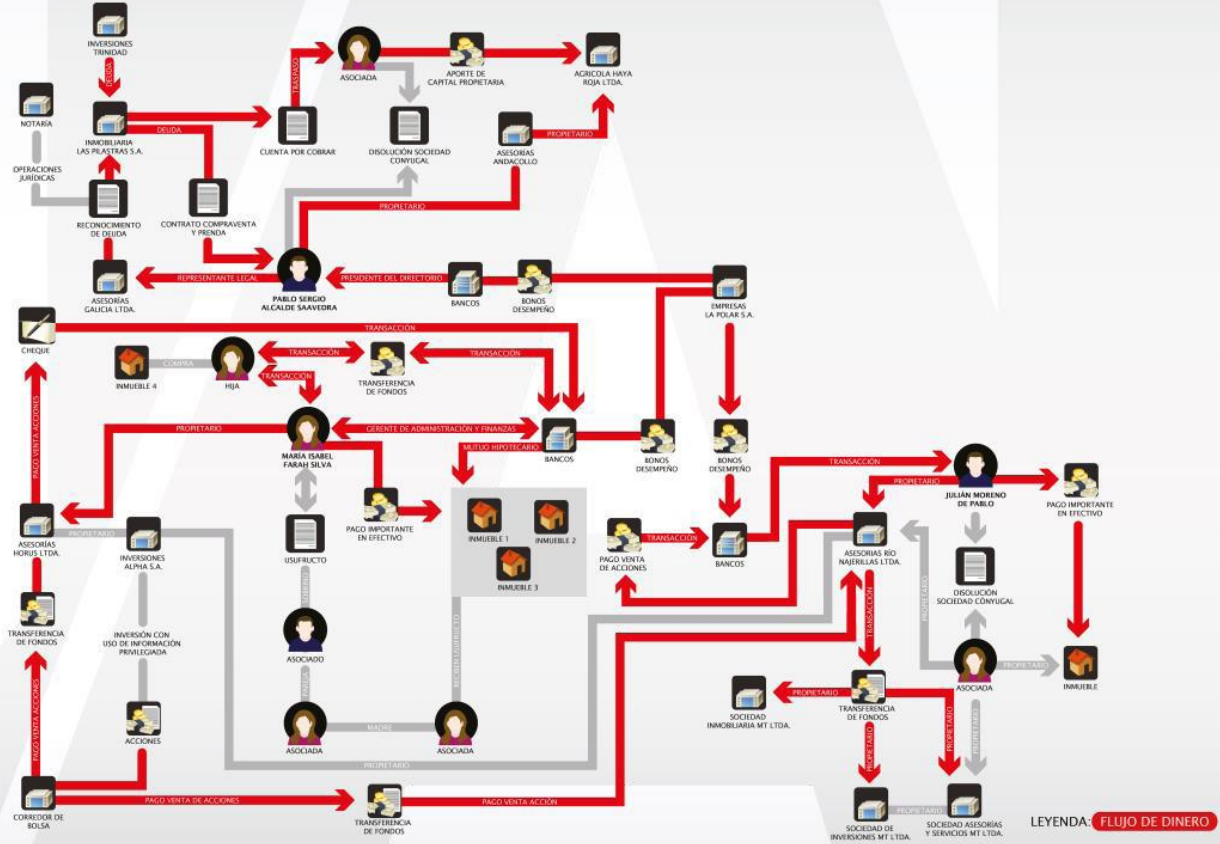 INVERSIONES
TRINIDAD
DEUDA
NOTARÍA
INMOBILIARIA
LAS PILASTRAS S.A.
DEUDA
OPERACIONES
JURÍDICAS
RECONOCIMIENTO
DE DEUDA
CONTRATO COMPRAVENTA
Y PRENDA
TRASPASO
CUENTA POR COBRAR
ASOCIADA
APORTE DE
CAPITAL PROPIETARIA
AGRICOLA HAYA
ROJA LTDA.
DISOLUCIÓN SOCIEDAD
CONYUGAL
ASESORÍAS
ANDACOLLO
PROPIETARIO
PROPIETARIO
ASESORÍAS
GALICIA LTDA.
REPRESENTANTE LEGAL
PABLO SERGIO
ALCALDE SAAVEDRA
PRESIDENTE DEL DIRECTORIO
BANCOS
BONOS
DESEMPEÑO
EMPRESAS
LA POLAR S.A.
CHEQUE
TRANSACCIÓN
INMUEBLE 4
COMPRA
HIJA
TRANSACCIÓN
TRANSFERENCIA
DE FONDOS
TRANSACCIÓN
TRANSACCIÓN
PAGO VENTA ACCIONES
PROPIETARIO
MARÍA ISABEL
FARAH SILVA
GERENTE DE ADMINISTRACIÓN Y FINANZAS
BANCOS
MUTUO HIPOTECARIO
BONOS
DESEMPEÑO
BONOS
DESEMPEÑO
TRANSACCIÓN
PROPIETARIO
JULIÁN MORENO
DE PABLO
PAGO IMPORTANTE
EN EFECTIVO
ASESORÍAS
HORUS LTDA.
PROPIETARIO
INVERSIONES
ALPHA S.A.
USUFRUCTO
PAGO IMPORTANTE
EN EFECTIVO
INMUEBLE 1
INMUEBLE 2
INMUEBLE 3
PAGO VENTA
DE ACCIONES
TRANSACCIÓN
BANCOS
ASESORIAS RÍO
NAJERILLAS LTDA.
DISOLUCIÓN
SOCIEDAD CONYUGAL
TRANSFERENCIA
DE FONDOS
INVERSIÓN CON
USO DE INFORMACIÓN
PRIVILEGIADA
ASOCIADO
PAREJA
RECIBEN USUFRUCTO
TRANSACCIÓN
PROPIETARIO
ASOCIADA
PROPIETARIO
INMUEBLE
PAGO VENTA ACCIONES
ACCIONES
ASOCIADA
MADRE
ASOCIADA
PROPIETARIO
SOCIEDAD
INMOBILIARIA MT LTDA.
PROPIETARIO
TRANSFERENCIA
DE FONDOS
PROPIETARIO
PROPIETARIO
PROPIETARIO
CORREDOR DE
BOLSA
PAGO VENTA DE ACCIONES
TRANSFERENCIA
DE FONDOS
PAGO VENTA ACCIÓN
SOCIEDAD DE
INVERSIONES MT LTDA.
PROPIETARIO
SOCIEDAD ASESORÍAS
Y SERVICIOS MT LTDA.
LEYENDA: FLUJO DE DINERO